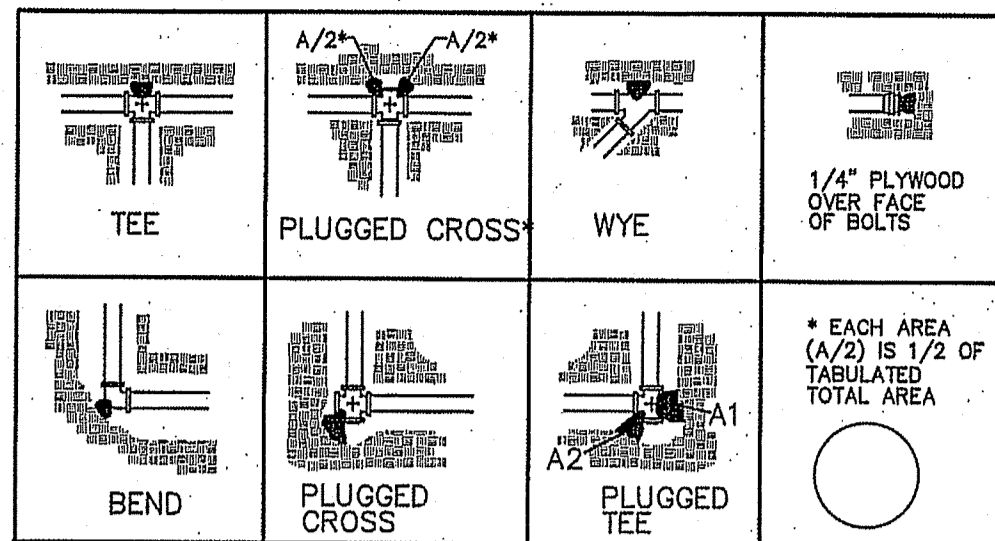 A/2* A/2*
TEE
PLUGGED CROSS*
WYE
1/4" PLYWOOD
OVER FACE
OF BOLTS
BEND
PLUGGED
CROSS
A1
A2
PLUGGED
TEE
* EACH AREA
(A/2) IS 1/2 OF
TABULATED
TOTAL AREA